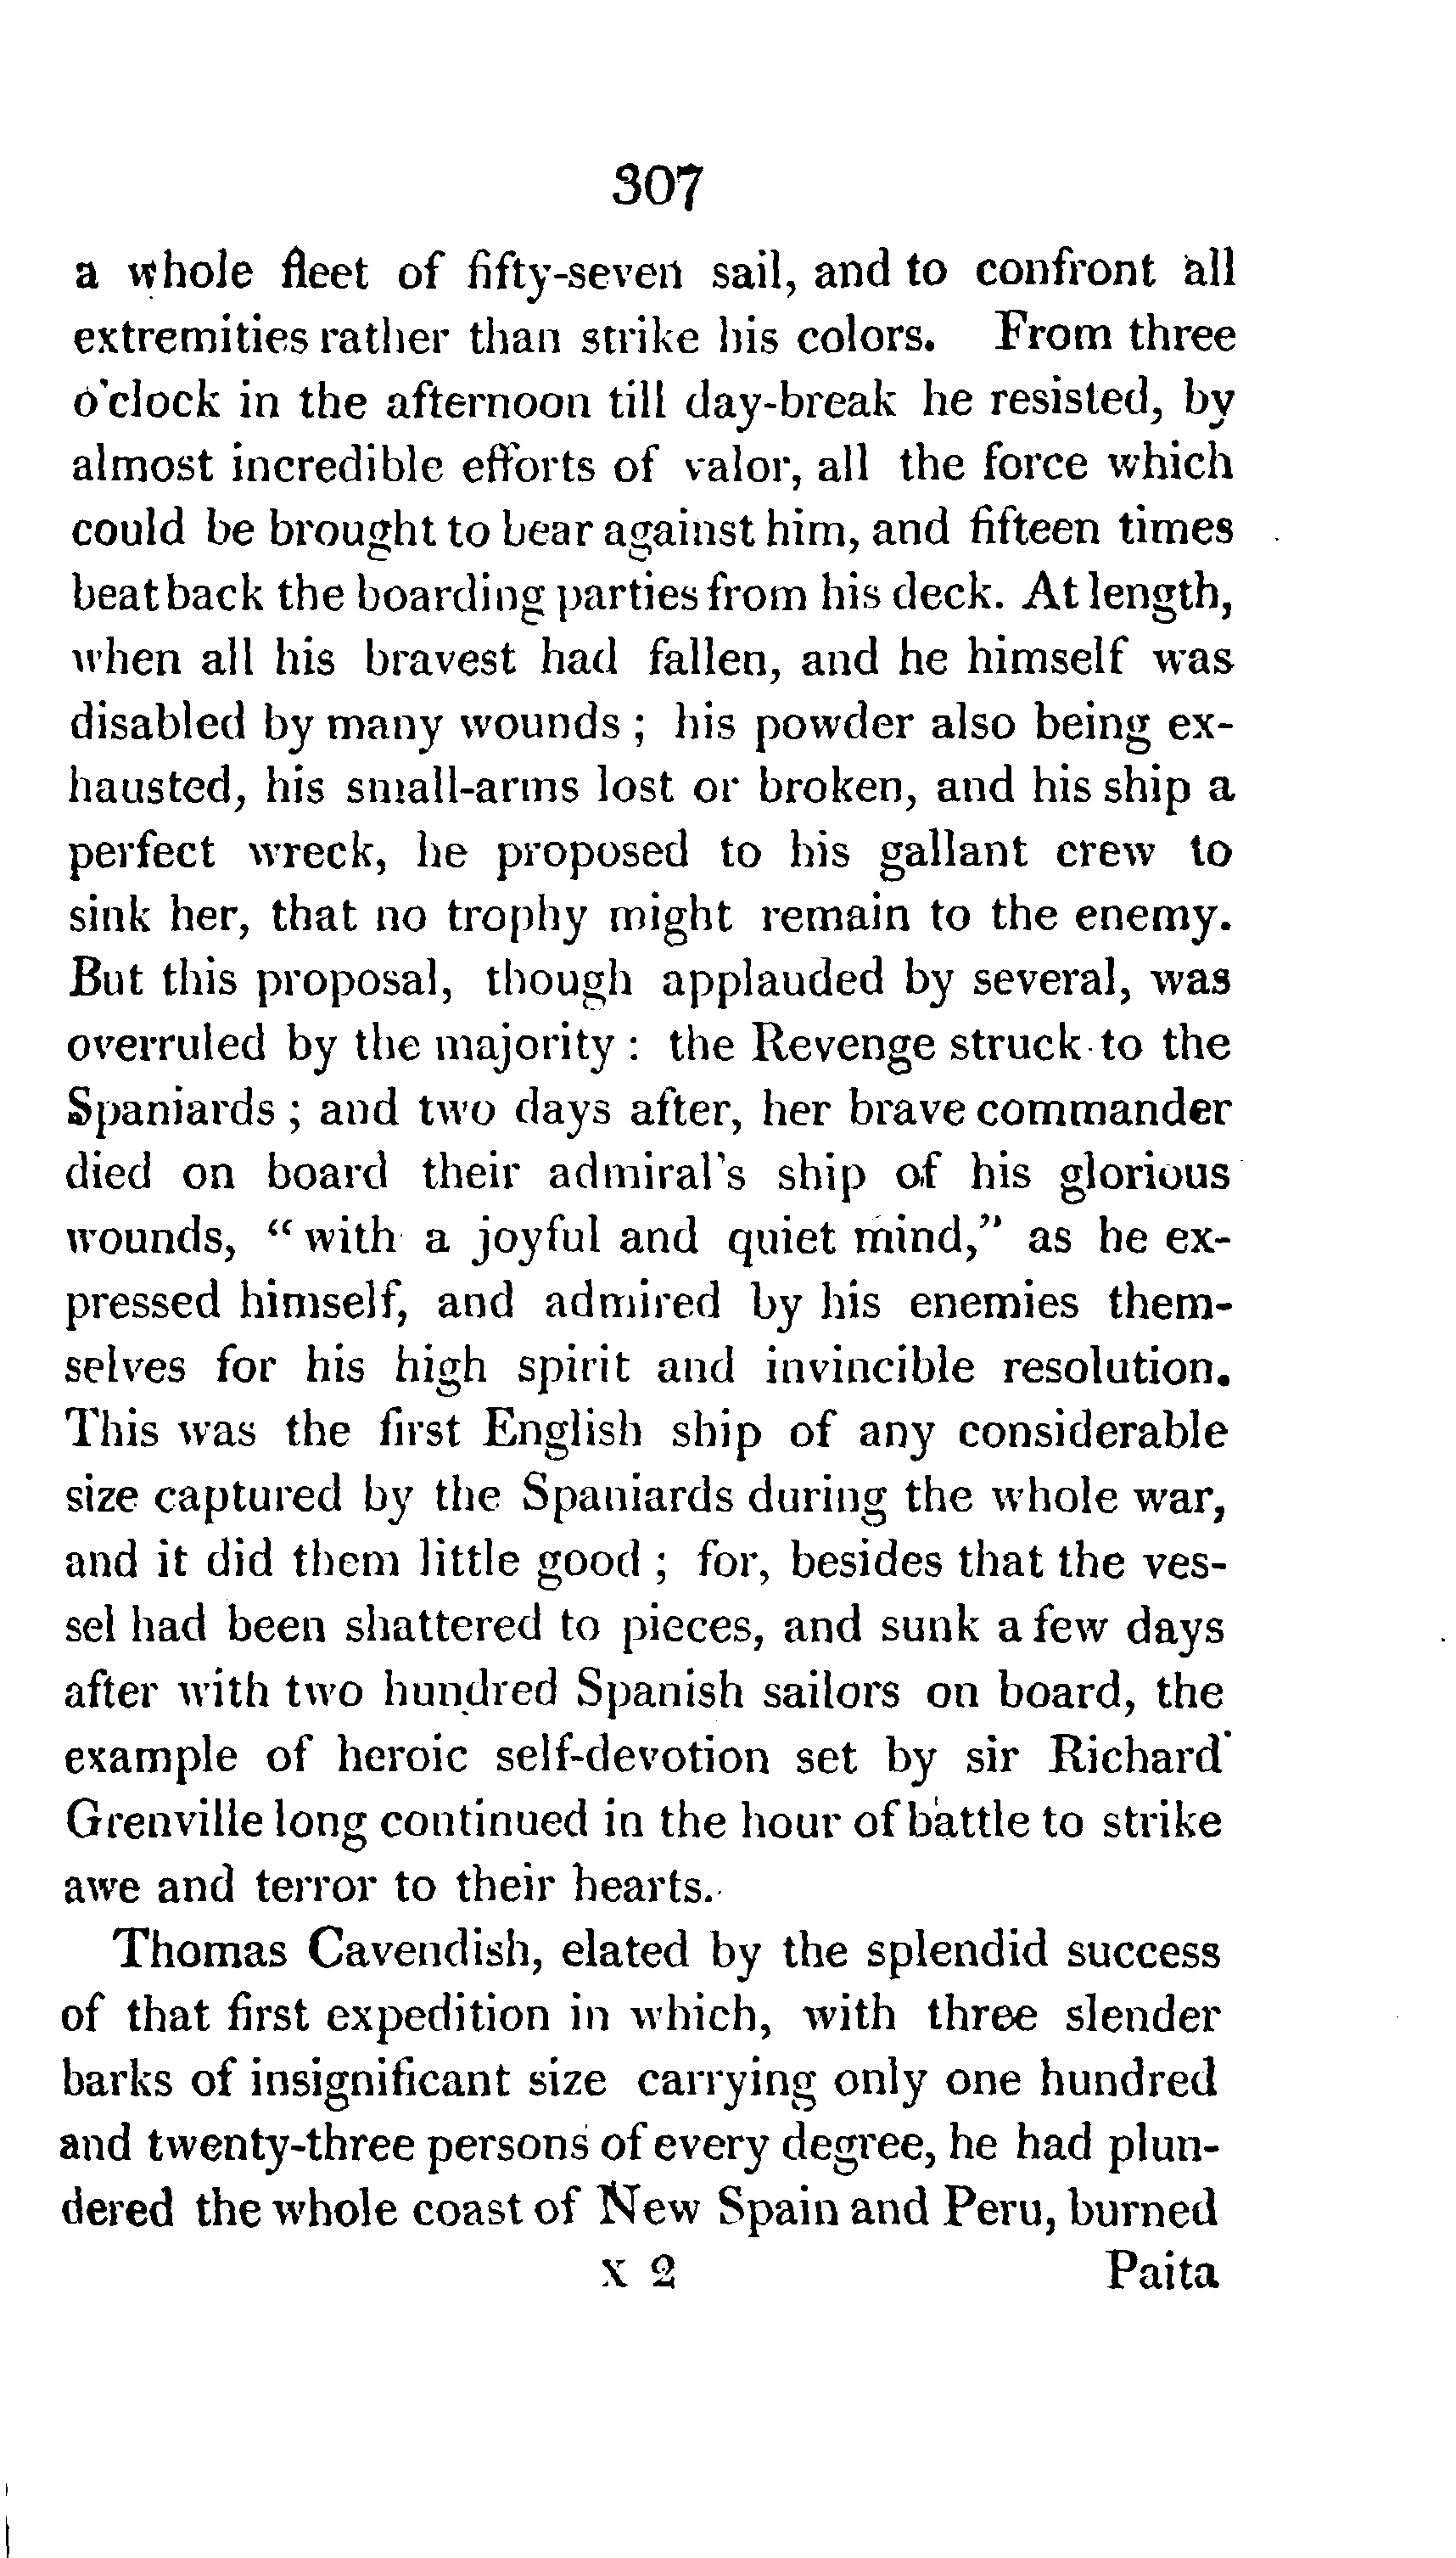 307
a whole fleet of fifty-seven sail, and to confront all
extremities rather than strike his colors. From three
o'clock in the afternoon till day-break he resisted, by
almost incredible efforts of valor, all the force which
could be brought to bear against him, and fifteen times
beat back the boarding parties from his deck. At length,
when all his bravest had fallen, and he himself was
disabled by many wounds ; his powder also being ex-
hausted, his small-arms lost or broken, and his ship a
perfect wreck, he proposed to his gallant crew to
sink her, that no trophy might remain to the enemy.
But this proposal, though applauded by several, was
overruled by the majority : the Revenge struck to the
Spaniards ; and two days after, her brave commander
died on board their admiral's ship of his glorious
wounds, “ with a joyful and quiet mind,” as he ex-
pressed himself, and admired by his enemies them-
selves for his high spirit and invincible resolution.
This was the first English ship of any considerable
size captured by the Spaniards during the whole war,
and it did them little good ; for, besides that the ves-
sel had been shattered to pieces, and sunk a few days
after with two hundred Spanish sailors on board, the
example of heroic self-devotion set by sir Richard
Grenville long continued in the hour of battle to strike
awe and terror to their hearts.
Thomas Cavendish, elated by the splendid success
of that first expedition in which, with three slender
barks of insignificant size carrying only one hundred
and twenty-three persons of every degree, he had plun-
dered the whole coast of New Spain and Peru, burned
X 2 Paita